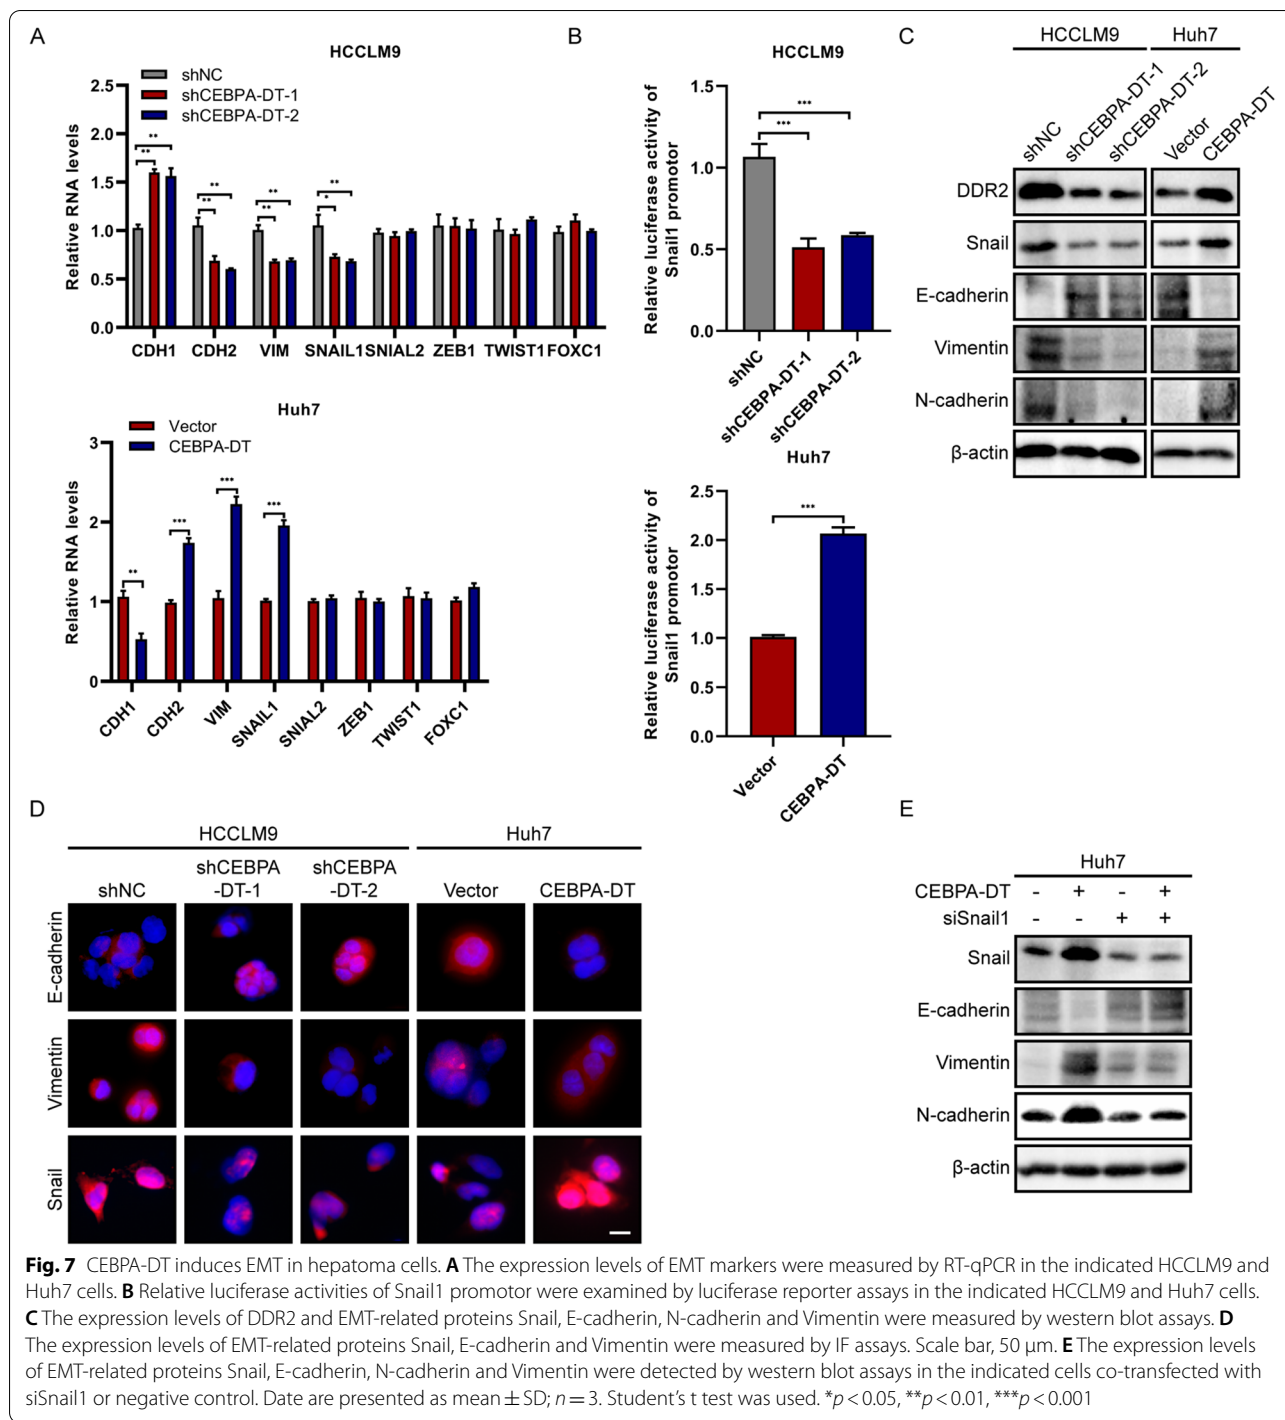 A
HCCLM9
shNC
shCEBPA-DT-1
shCEBPA-DT-2
Relative RNA levels
2.5
2.0
1.5
1.0
0.5
0.0
** ** ** ** ** ** * **
CDH1 CDH2 VIM SNAIL1 SNIAL2 ZEB1 TWIST1 FOXC1
Huh7
Vector
CEBPA-DT
Relative RNA levels
3
2
1
0
** *** *** ***
CDH1 CDH2 VIM SNAIL1 SNIAL2 ZEB1 TWIST1 FOXC1
B
HCCLM9
Relative luciferase activity of
Snail1 promotor
1.5
1.0
0.5
0.0
***
***
shNC shCEBPA-DT-1 shCEBPA-DT-2
Huh7
Relative luciferase activity of
Snail1 promotor
2.5
2.0
1.5
1.0
0.5
0.0
***
Vector CEBPA-DT
C
HCCLM9 Huh7
shNC shCEBPA-DT-1 shCEBPA-DT-2 Vector CEBPA-DT
DDR2
Snail
E-cadherin
Vimentin
N-cadherin
β-actin
D
HCCLM9 Huh7
shNC shCEBPA -DT-1 shCEBPA -DT-2 Vector CEBPA-DT
E-cadherin
Vimentin
Snail
E
Huh7
CEBPA-DT - + - +
siSnail1 - - + +
Snail
E-cadherin
Vimentin
N-cadherin
β-actin
Fig. 7 CEBPA-DT induces EMT in hepatoma cells. A The expression levels of EMT markers were measured by RT-qPCR in the indicated HCCLM9 and
Huh7 cells. B Relative luciferase activities of Snail1 promotor were examined by luciferase reporter assays in the indicated HCCLM9 and Huh7 cells.
C The expression levels of DDR2 and EMT-related proteins Snail, E-cadherin, N-cadherin and Vimentin were measured by western blot assays. D
The expression levels of EMT-related proteins Snail, E-cadherin and Vimentin were measured by IF assays. Scale bar, 50 μm. E The expression levels
of EMT-related proteins Snail, E-cadherin, N-cadherin and Vimentin were detected by western blot assays in the indicated cells co-transfected with
siSnail1 or negative control. Date are presented as mean ± SD; n = 3. Student's t test was used. *p < 0.05, **p < 0.01, ***p < 0.001